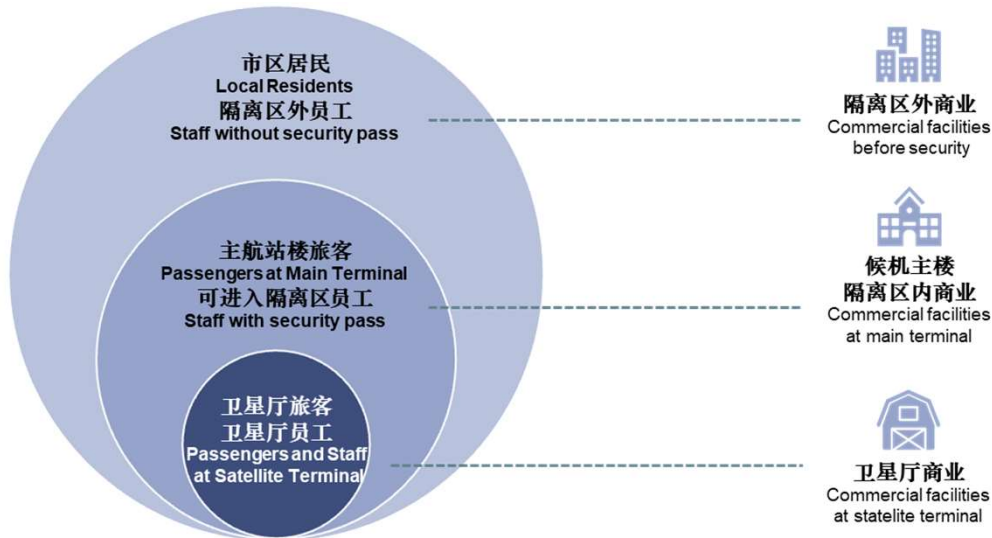 市区居民
Local Residents
隔离区外员工
Staff without security pass
隔离区外商业
Commercial facilities
before security
主航站楼旅客
Passengers at Main Terminal
可进入隔离区员工
Staff with security pass
候机主楼
隔离区内商业
Commercial facilities
at main terminal
卫星厅旅客
卫星厅员工
Passengers and Staff
at Satellite Terminal
卫星厅商业
Commercial facilities
at statelite terminal